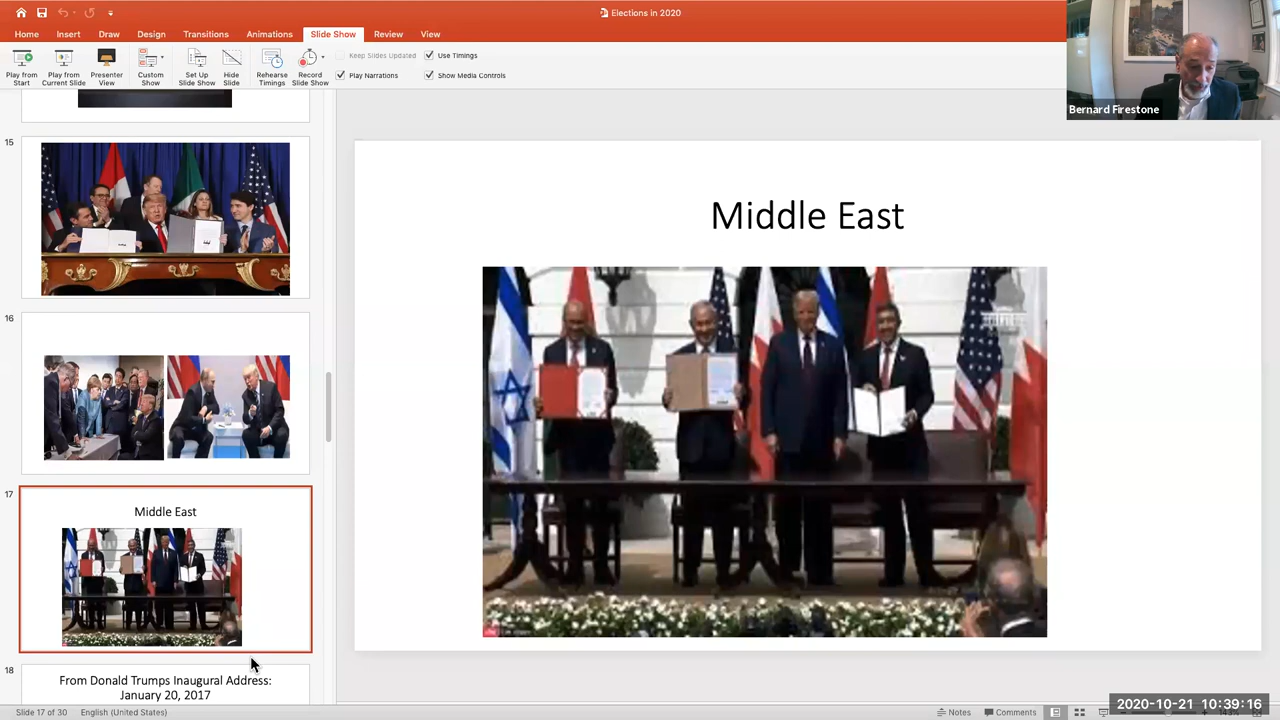 Elections in 2020
Home Insert Draw Design Transitions Animations Slide Show Review View
Play from Start
Play from Current Slide
Presenter View
Custom Show
Set Up Slide Show
Hide Slide
Rehearse Timings
Record Slide Show
Keep Slides Updated
Use Timings
Play Narrations
Show Media Controls
Bernard Firestone
15
16
17
Middle East
18
From Donald Trumps Inaugural Address:
January 20, 2017
Middle East
Slide 17 of 30 English (United States)
Notes Comments
2020-10-21 10:39:16